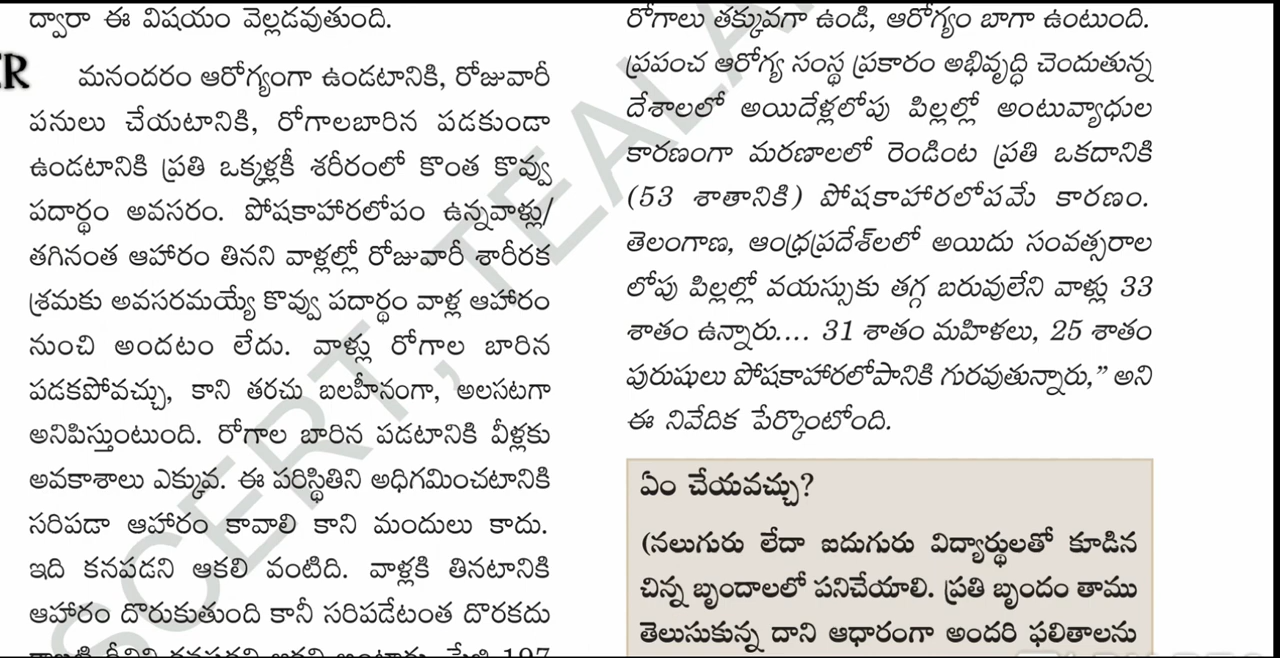 ద్వారా ఈ విషయం వెల్లడవుతుంది.
ER
మనందరం ఆరోగ్యంగా ఉండటానికి, రోజువారీ
పనులు చేయటానికి, రోగాలబారిన పడకుండా
ఉండటానికి ప్రతి ఒక్కళ్లకీ శరీరంలో కొంత కొవ్వు
పదార్థం అవసరం. పోషకాహారలోపం ఉన్నవాళ్లు/
తగినంత ఆహారం తినని వాళ్లల్లో రోజువారీ శారీరక
శ్రమకు అవసరమయ్యే కొవ్వు పదార్థం వాళ్ల ఆహారం
నుంచి అందటం లేదు. వాళ్లు రోగాల బారిన
పడకపోవచ్చు, కాని తరచు బలహీనంగా, అలసటగా
అనిపిస్తుంటుంది. రోగాల బారిన పడటానికి వీళ్లకు
అవకాశాలు ఎక్కువ. ఈ పరిస్థితిని అధిగమించటానికి
సరిపడా ఆహారం కావాలి కాని మందులు కాదు.
ఇది కనపడని ఆకలి వంటిది. వాళ్లకి తినటానికి
ఆహారం దొరుకుతుంది కానీ సరిపడేటంత దొరకదు
రోగాలు తక్కువగా ఉండి, ఆరోగ్యం బాగా ఉంటుంది.
ప్రపంచ ఆరోగ్య సంస్థ ప్రకారం అభివృద్ధి చెందుతున్న
దేశాలలో అయిదేళ్లలోపు పిల్లల్లో అంటువ్యాధుల
కారణంగా మరణాలలో రెండింట ప్రతి ఒకదానికి
(53 శాతానికి) పోషకాహారలోపమే కారణం.
తెలంగాణ, ఆంధ్రప్రదేశ్‌లలో అయిదు సంవత్సరాల
లోపు పిల్లల్లో వయస్సుకు తగ్గ బరువులేని వాళ్లు 33
శాతం ఉన్నారు.... 31 శాతం మహిళలు, 25 శాతం
పురుషులు పోషకాహారలోపానికి గురవుతున్నారు,” అని
ఈ నివేదిక పేర్కొంటోంది.
ఏం చేయవచ్చు?
(నలుగురు లేదా ఐదుగురు విద్యార్థులతో కూడిన
చిన్న బృందాలలో పనిచేయాలి. ప్రతి బృందం తాము
తెలుసుకున్న దాని ఆధారంగా అందరి ఫలితాలను
SCERT, TEALA